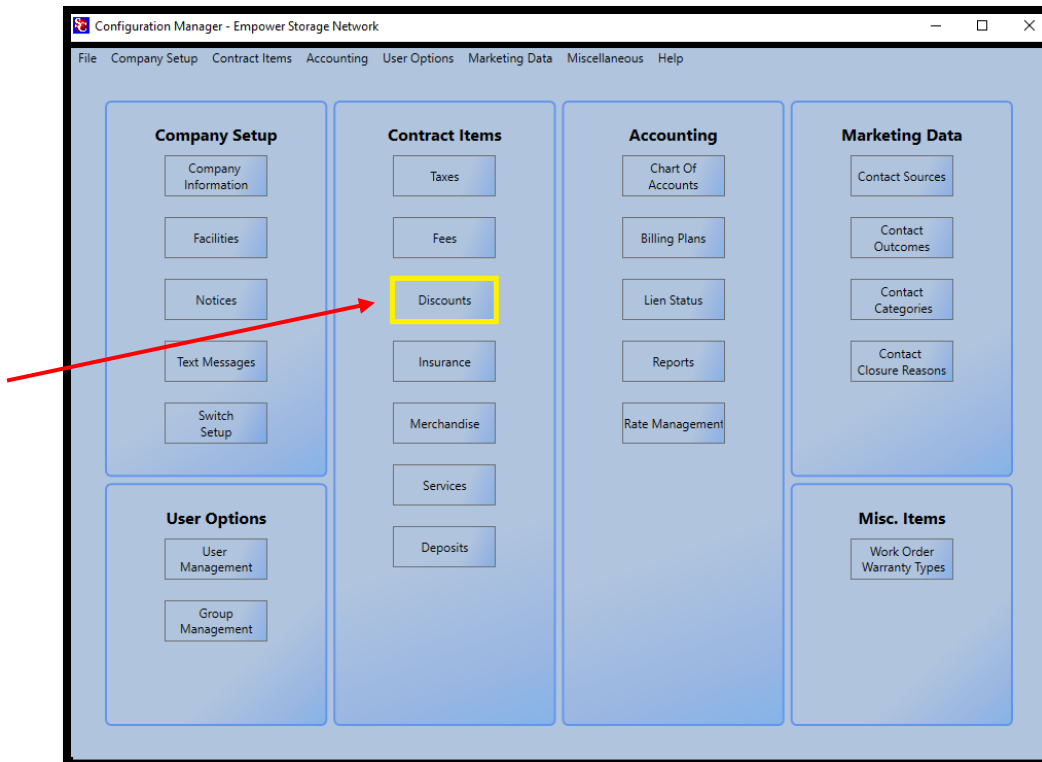 Configuration Manager - Empower Storage Network
File Company Setup Contract Items Accounting User Options Marketing Data Miscellaneous Help
Company Setup
Company
Information
Facilities
Notices
Text Messages
Switch
Setup
User Options
User
Management
Group
Management
Contract Items
Taxes
Fees
Discounts
Insurance
Merchandise
Services
Deposits
Accounting
Chart Of
Accounts
Billing Plans
Lien Status
Reports
Rate Management
Marketing Data
Contact Sources
Contact
Outcomes
Contact
Categories
Contact
Closure Reasons
Misc. Items
Work Order
Warranty Types